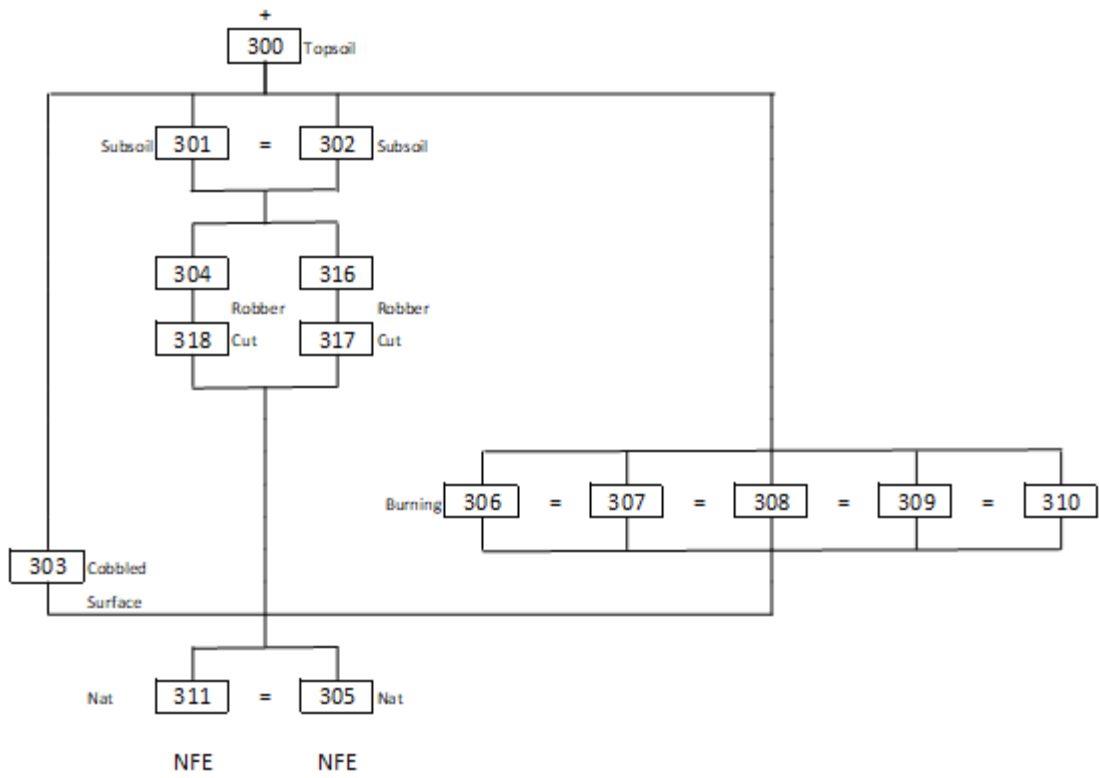 +
300 Topsoil
Subsoil 301 = 302 Subsoil
304 316
Robber Robber
318 Cut 317 Cut
Burning 306 = 307 = 308 = 309 = 310
303 Cobbled
Surface
Nat 311 = 305 Nat
NFE NFE